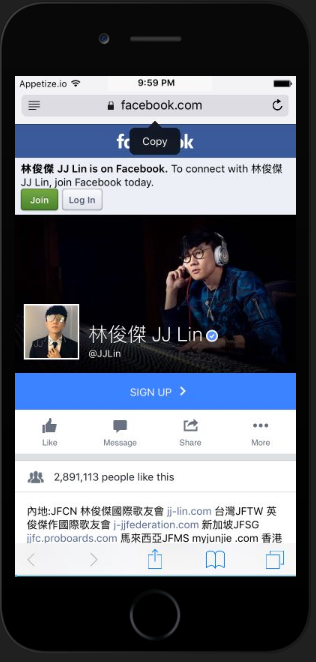 Appetize.io 9:59 PM
facebook.com
Copy
林俊傑 JJ Lin is on Facebook. To connect with 林俊傑
JJ Lin, join Facebook today.
Join Log In
林俊傑 JJ Lin
@JJLin
SIGN UP
Like Message Share More
2,891,113 people like this
內地:JFCN 林俊傑國際歌友會 jj-lin.com 台灣JFTW 英
俊傑作國際歌友會 j-jjfederation.com 新加坡JFSG
jjfc.proboards.com 馬來西亞JFMS myjunjie .com 香港